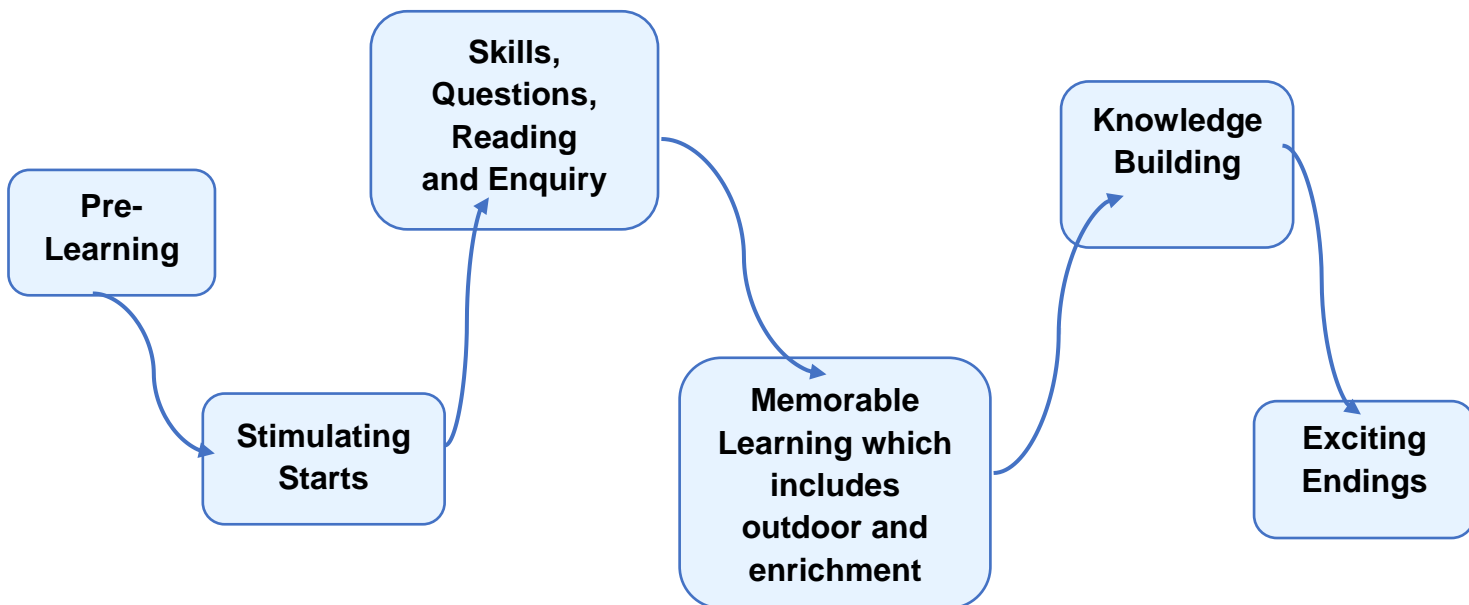 Pre-
Learning
Stimulating
Starts
Skills,
Questions,
Reading
and Enquiry
Memorable
Learning which
includes
outdoor and
enrichment
Knowledge
Building
Exciting
Endings